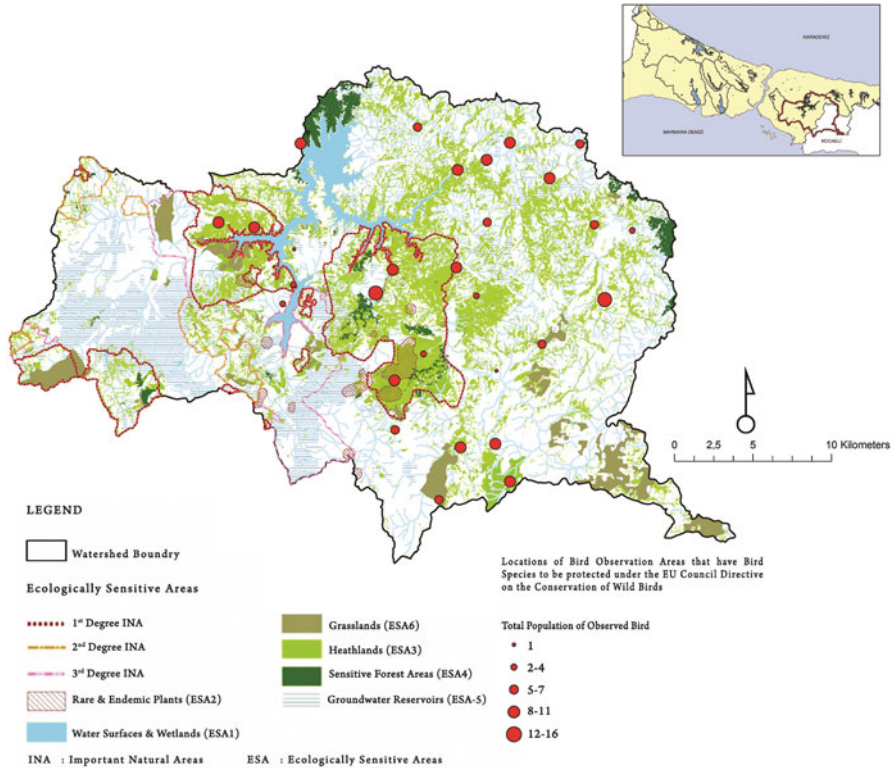 KARADENİZ
MARMARA DENİZİ
KOCAELİ
0 2,5 5 10 Kilometers
LEGEND
Watershed Boundry
Ecologically Sensitive Areas
1st Degree INA
2nd Degree INA
3rd Degree INA
Rare & Endemic Plants (ESA2)
Water Surfaces & Wetlands (ESA1)
Grasslands (ESA6)
Heathlands (ESA3)
Sensitive Forest Areas (ESA4)
Groundwater Reservoirs (ESA-5)
INA : Important Natural Areas ESA : Ecologically Sensitive Areas
Locations of Bird Observation Areas that have Bird
Species to be protected under the EU Council Directive
on the Conservation of Wild Birds
Total Population of Observed Bird
1
2-4
5-7
8-11
12-16